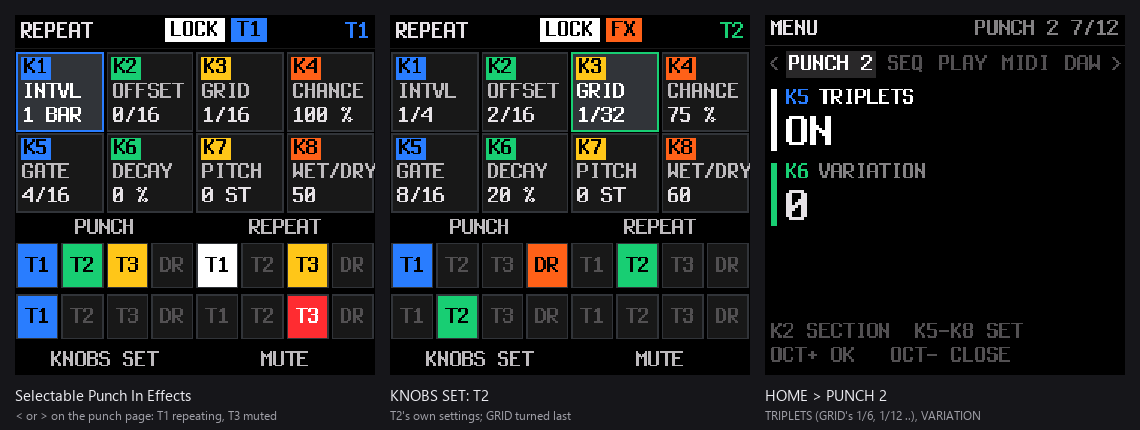 REPEAT LOCK T1 T1
K1 K2 K3 K4
INTVL OFFSET GRID CHANCE
1 BAR 0/16 1/16 100 %
K5 K6 K7 K8
GATE DECAY PITCH WET/DRY
4/16 0 % 0 ST 50
PUNCH REPEAT
T1 T2 T3 DR T1 T2 T3 DR
T1 T2 T3 DR T1 T2 T3 DR
KNOBS SET MUTE
Selectable Punch In Effects
< or > on the punch page: T1 repeating, T3 muted
REPEAT LOCK FX T2
K1 K2 K3 K4
INTVL OFFSET GRID CHANCE
1/4 2/16 1/32 75 %
K5 K6 K7 K8
GATE DECAY PITCH WET/DRY
8/16 20 % 0 ST 60
PUNCH REPEAT
T1 T2 T3 DR T1 T2 T3 DR
T1 T2 T3 DR T1 T2 T3 DR
KNOBS SET MUTE
KNOBS SET: T2
T2's own settings; GRID turned last
MENU PUNCH 2 7/12
< PUNCH 2 SEQ PLAY MIDI DAW >
K5 TRIPLETS
ON
K6 VARIATION
0
K2 SECTION K5-K8 SET
OCT+ OK OCT- CLOSE
HOME > PUNCH 2
TRIPLETS (GRID's 1/6, 1/12 ..), VARIATION